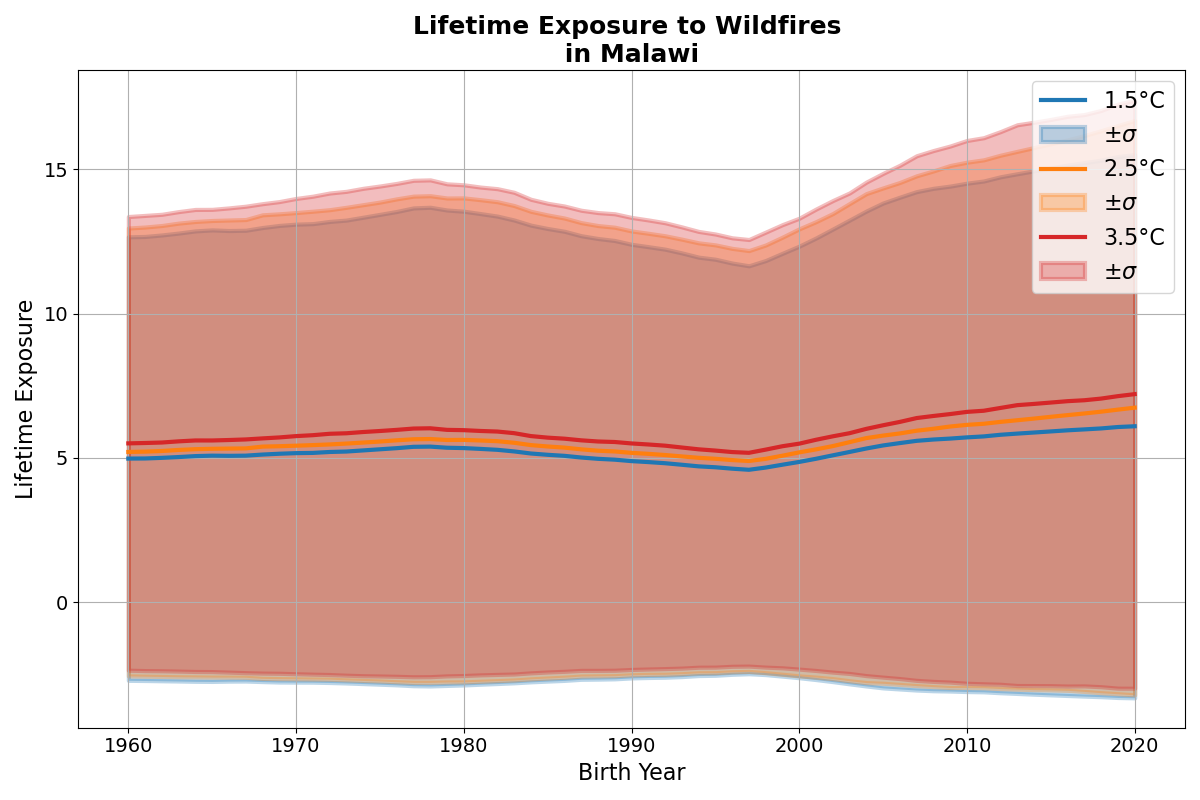 Lifetime Exposure to Wildfires
in Malawi
1.5°C
±σ
2.5°C
±σ
3.5°C
±σ
15
10
5
0
Lifetime Exposure
1960
1970
1980
1990
2000
2010
2020
Birth Year